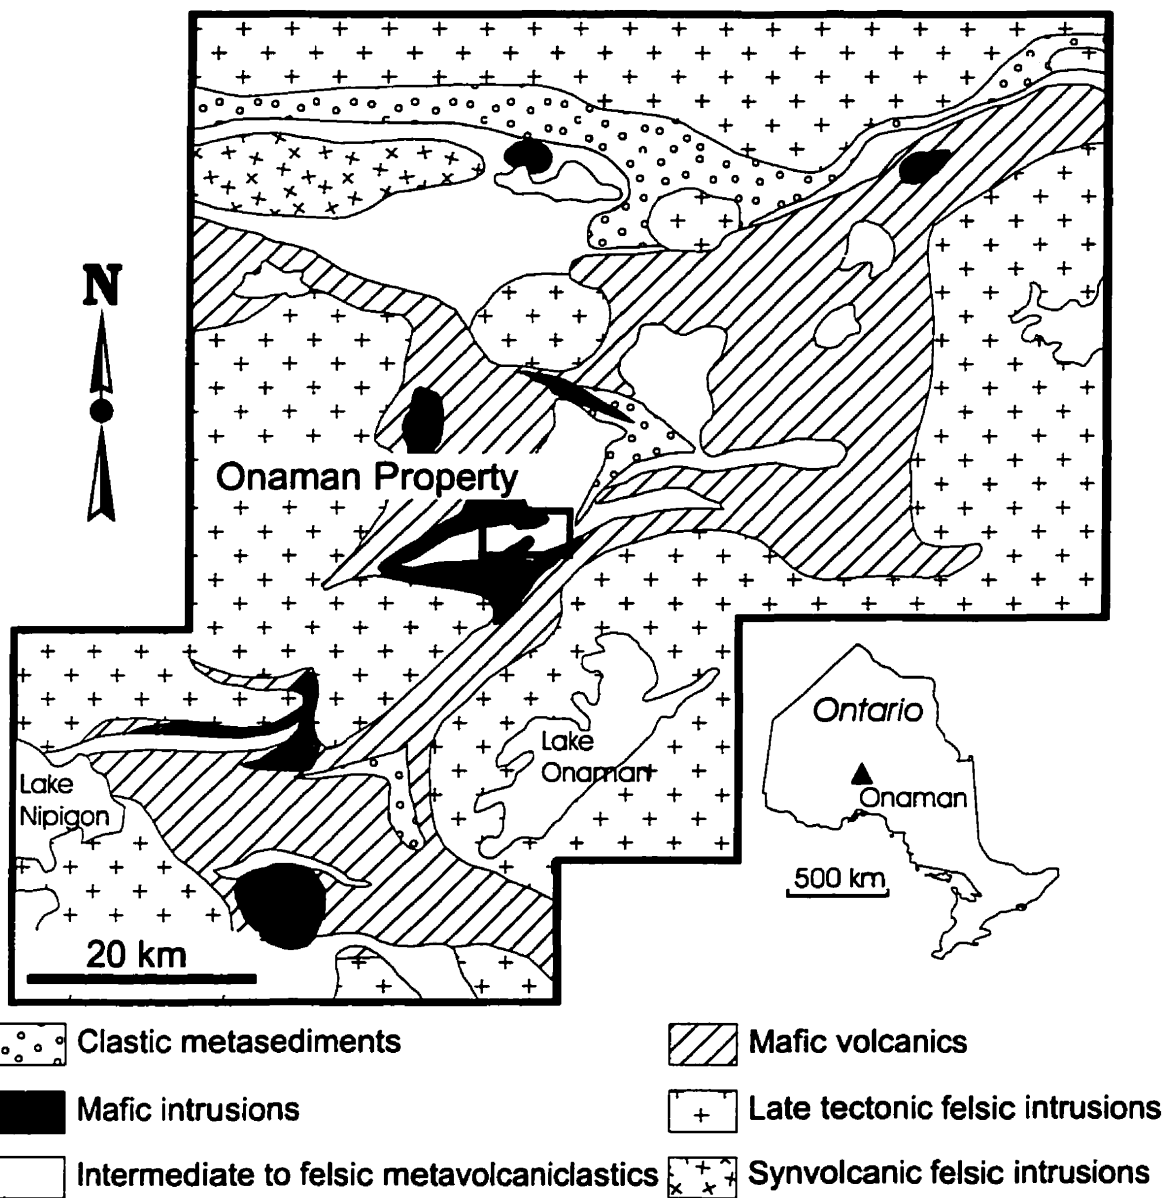 N
Onaman Property
Ontario
Lake
Onaman
Onaman
Lake
Nipigon
500 km
20 km
Clastic metasediments
Mafic volcanics
Mafic intrusions
Late tectonic felsic intrusions
Intermediate to felsic metavolcaniclastics
Synvolcanic felsic intrusions